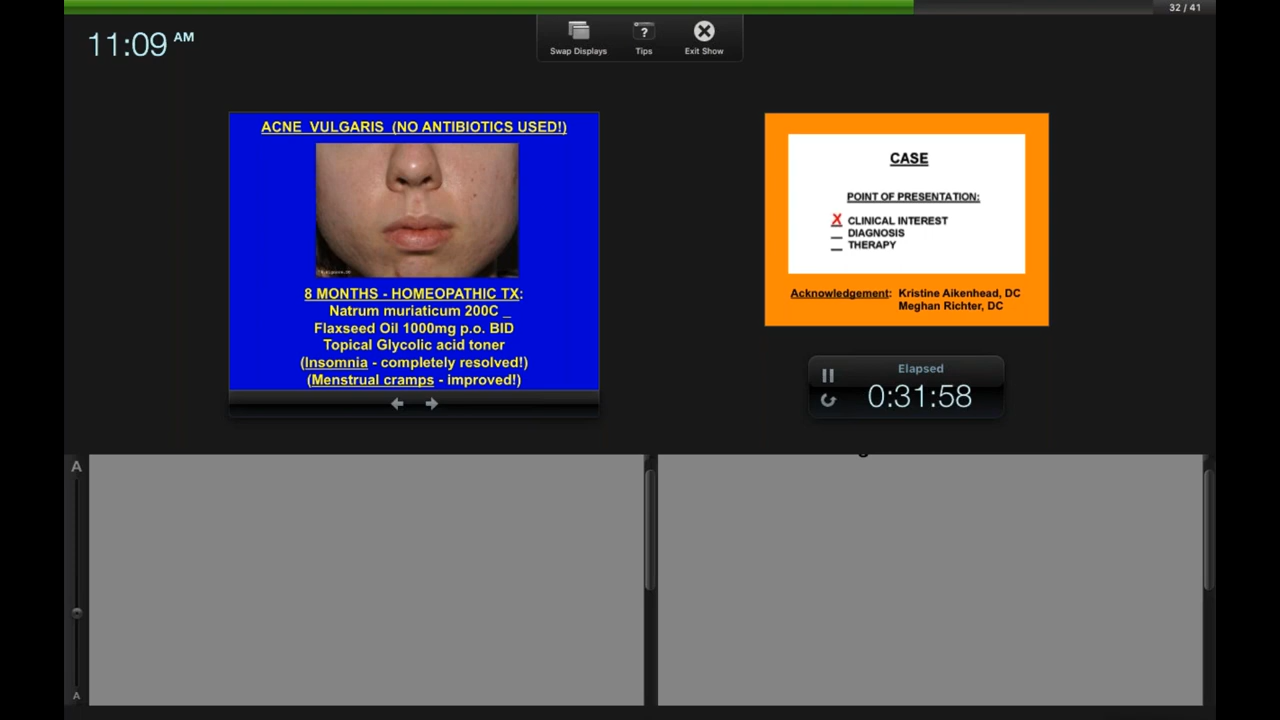 32 / 41
11:09 AM
Swap Displays
Tips
Exit Show
ACNE VULGARIS (NO ANTIBIOTICS USED!)
8 MONTHS - HOMEOPATHIC TX:
Natrum muriaticum 200C _
Flaxseed Oil 1000mg p.o. BID
Topical Glycolic acid toner
(Insomnia - completely resolved!)
(Menstrual cramps - improved!)
CASE
POINT OF PRESENTATION:
X CLINICAL INTEREST
_ DIAGNOSIS
_ THERAPY
Acknowledgement: Kristine Aikenhead, DC
Meghan Richter, DC
Elapsed
0:31:58
A
A